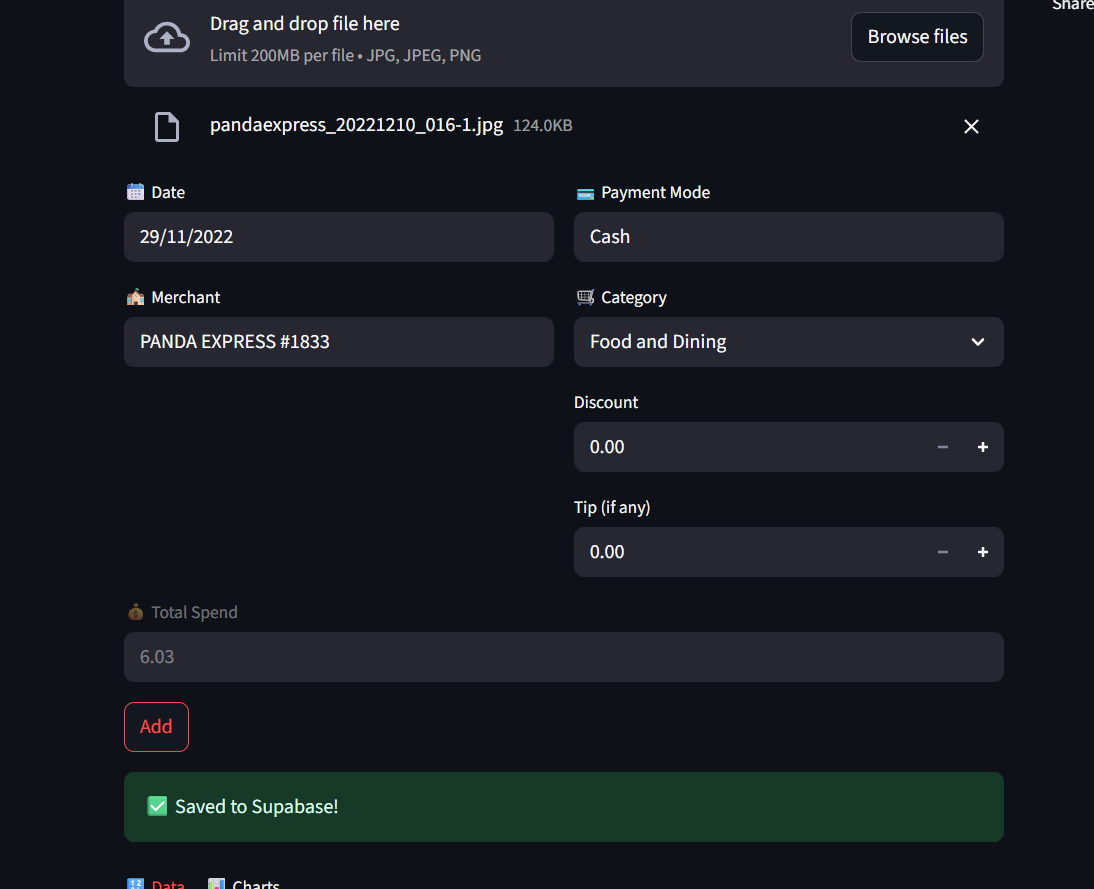 Share
Drag and drop file here
Limit 200MB per file • JPG, JPEG, PNG
Browse files
pandaexpress_20221210_016-1.jpg 124.0KB
Date
29/11/2022
Payment Mode
Cash
Merchant
PANDA EXPRESS #1833
Category
Food and Dining
Discount
0.00
Tip (if any)
0.00
Total Spend
6.03
Add
Saved to Supabase!
Data
Charts